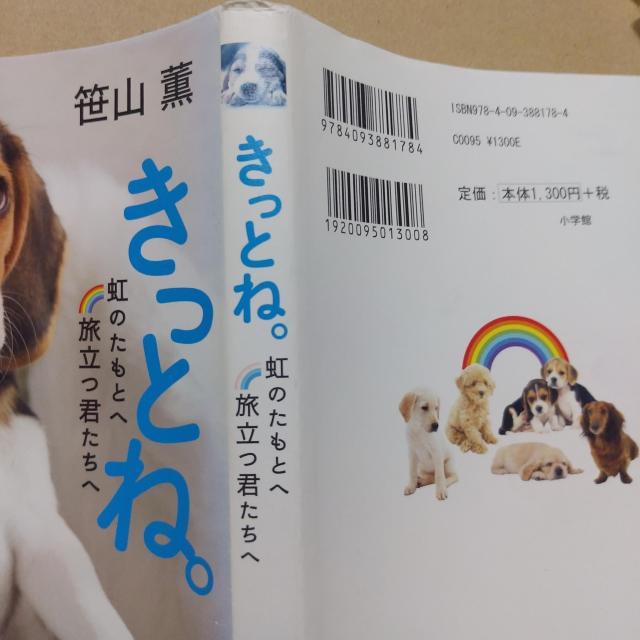 笹山 薫
きっとね。
虹のたもとへ
旅立つ君たちへ
きっとね。
虹のたもとへ
旅立つ君たちへ
9784093881784
1920095013008
ISBN978-4-09-388178-4
C0095 ¥1300E
定価:本体1,300円+税
小学館